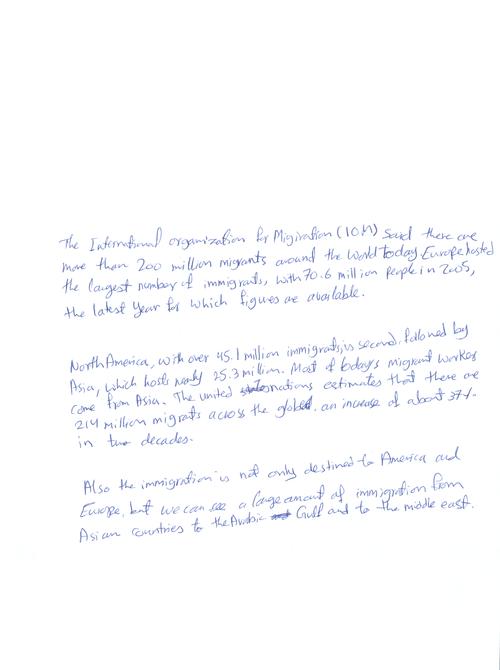 The International organization for Migiration (IOM) said there are
more than 200 million migrants around the world today. Europe hosted
the largest number of immigrants, with 70.6 million people in 2005,
the latest year for which figures are available.
North America, with over 45.1 million immigrants, is second, followed by
Asia, which hosts nearly 25.3 million. Most of today's migrant workers
come from Asia. The united nations estimates that there are
214 million migrants across the globe, an increase of about 37%
in two decades.
Also the immigration is not only destined to America and
Europe, but we can see a large amount of immigration from
Asian countries to the Arabic Gulf and to the middle east.